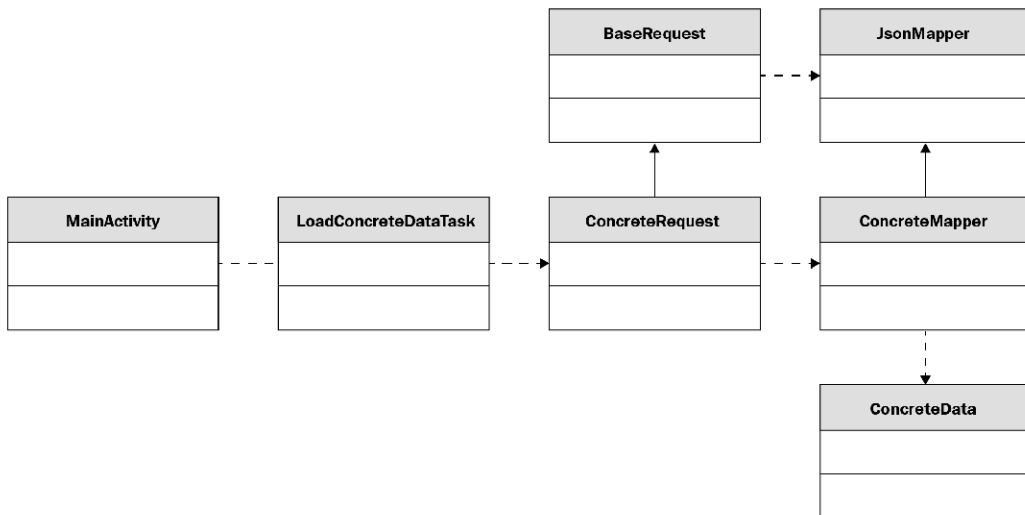 BaseRequest
JsonMapper
MainActivity
LoadConcreteDataTask
ConcreteRequest
ConcreteMapper
ConcreteData